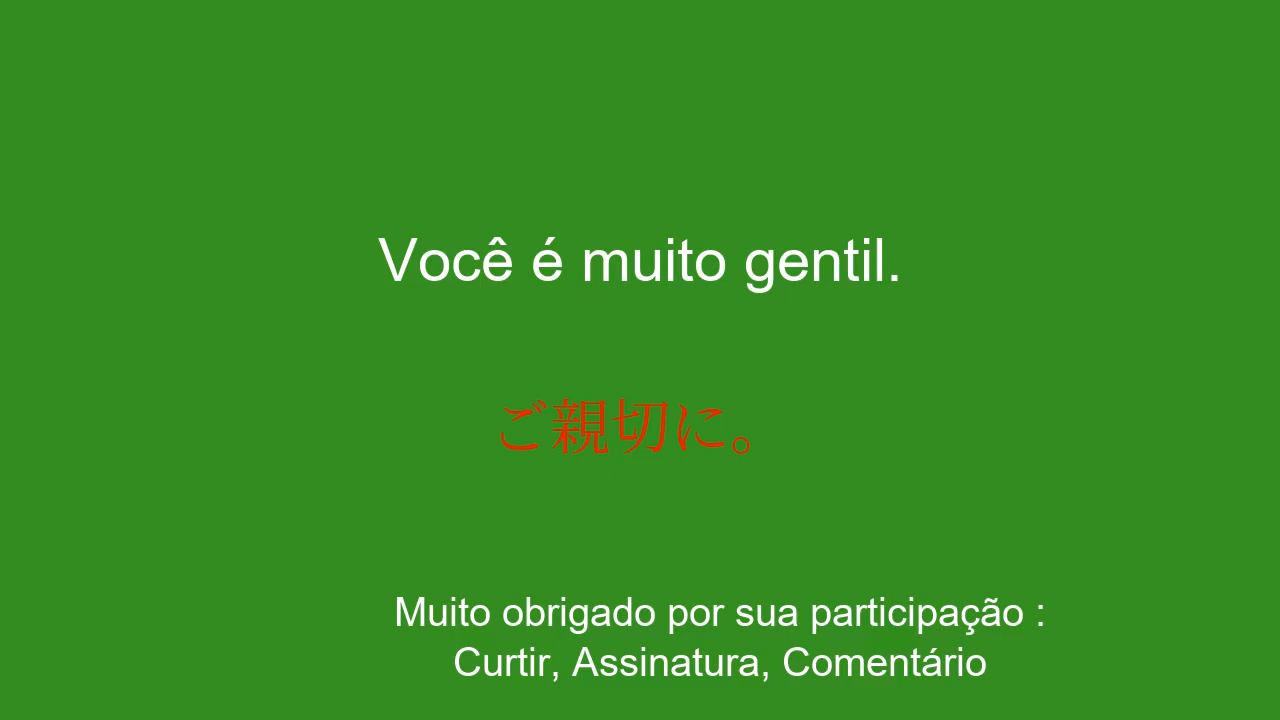 Você é muito gentil.
ご親切に。
Muito obrigado por sua participação :
Curtir, Assinatura, Comentário